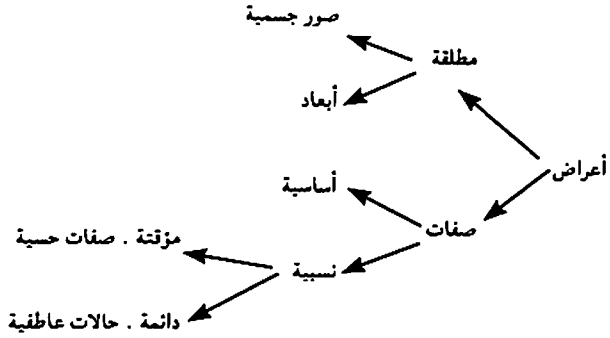 صور جسمية
مطلقة
أبعاد
أعراض
أساسية
صفات
مؤقتة . صفات حسية
نسبية
دائمة . حالات عاطفية